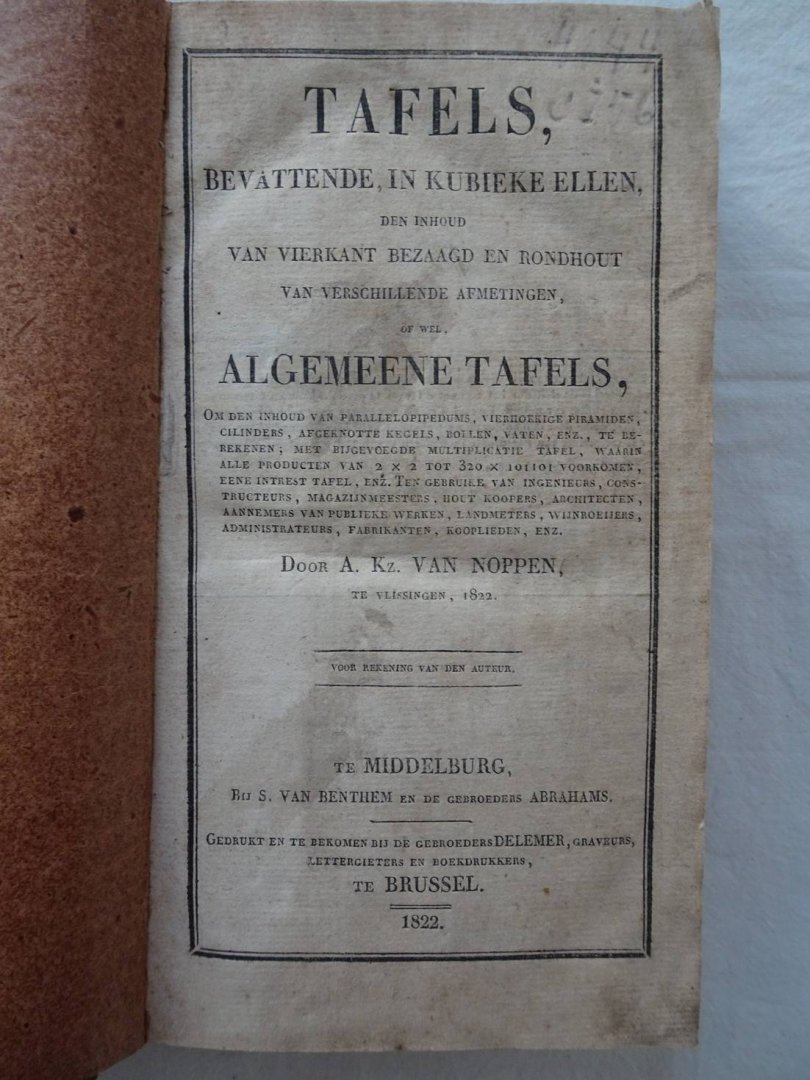 TAFELS,
BEVATTENDE, IN KUBIEKE ELLEN,
DEN INHOUD
VAN VIERKANT BEZAAGD EN RONDHOUT
VAN VERSCHILLENDE AFMETINGEN,
OF WEL,
ALGEMEENE TAFELS,
OM DEN INHOUD VAN PARALLELOPIPEDUMS, VIERHOEKIGE PIRAMIDEN,
CILINDERS, AFGEKNOTTE KEGELS, BOLLEN, VATEN, ENZ., TE BE-
REKENEN; MET BIJGEVOEGDE MULTIPLICATIE TAFEL, WAARIN
ALLE PRODUCTEN VAN 2 × 2 TOT 320 × 101101 VOORKOMEN,
EENE INTREST TAFEL, ENZ. TEN GEBRUIKE VAN INGENIEURS, CONS-
TRUCTEURS, MAGAZIJNMEESTERS, HOUT KOOPERS, ARCHITECTEN,
AANNEMERS VAN PUBLIEKE WERKEN, LANDMETERS, WIJNROEIJERS,
ADMINISTRATEURS, FABRIKANTEN, KOOPLIEDEN, ENZ.
DOOR A. KZ. VAN NOPPEN,
TE VLISSINGEN, 1822.
VOOR REKENING VAN DEN AUTEUR.
TE MIDDELBURG,
BIJ S. VAN BENTHEM EN DE GEBROEDERS ABRAHAMS.
GEDRUKT EN TE BEKOMEN BIJ DE GEBROEDERS DELEMER, GRAVEURS,
LETTERGIETERS EN BOEKDRUKKERS,
TE BRUSSEL.
1822.